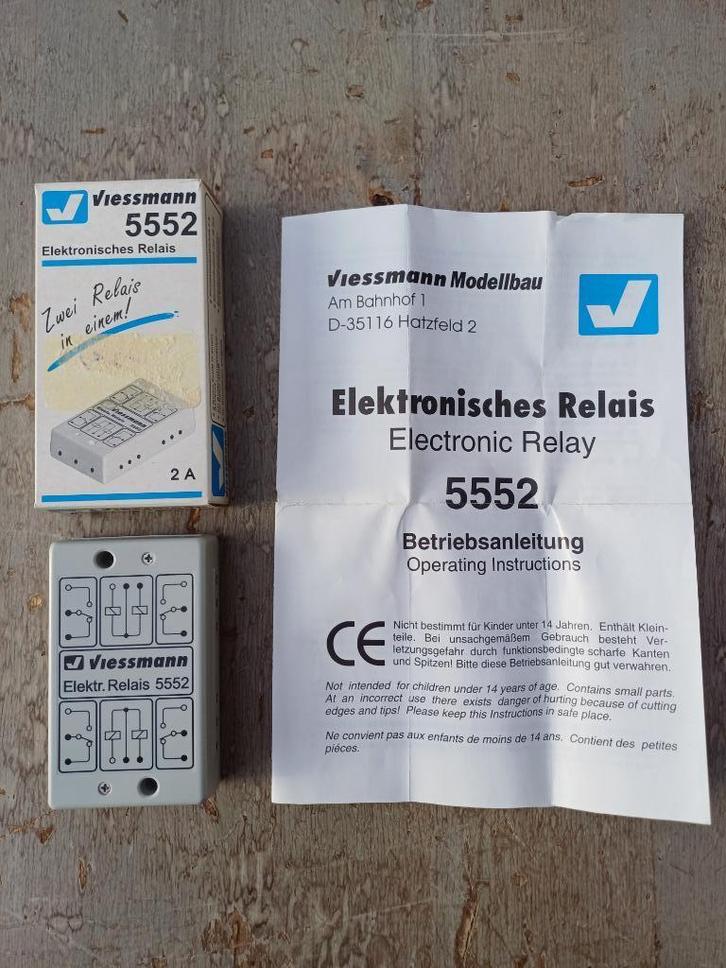 Viessmann
5552
Elektronisches Relais
Zwei Relais
in einem!
2 A
Viessmann
Elektr. Relais 5552
Viessmann Modellbau
Am Bahnhof 1
D-35116 Hatzfeld 2
Elektronisches Relais
Electronic Relay
5552
Betriebsanleitung
Operating Instructions
CE
Nicht bestimmt für Kinder unter 14 Jahren. Enthält Klein-
teile. Bei unsachgemäßem Gebrauch besteht Ver-
letzungsgefahr durch funktionsbedingte scharfe Kanten
und Spitzen! Bitte diese Betriebsanleitung gut verwahren.
Not intended for children under 14 years of age. Contains small parts.
At an incorrect use there exists danger of hurting because of cutting
edges and tips! Please keep this Instructions in safe place.
Ne convient pas aux enfants de moins de 14 ans. Contient des petites
piéces.